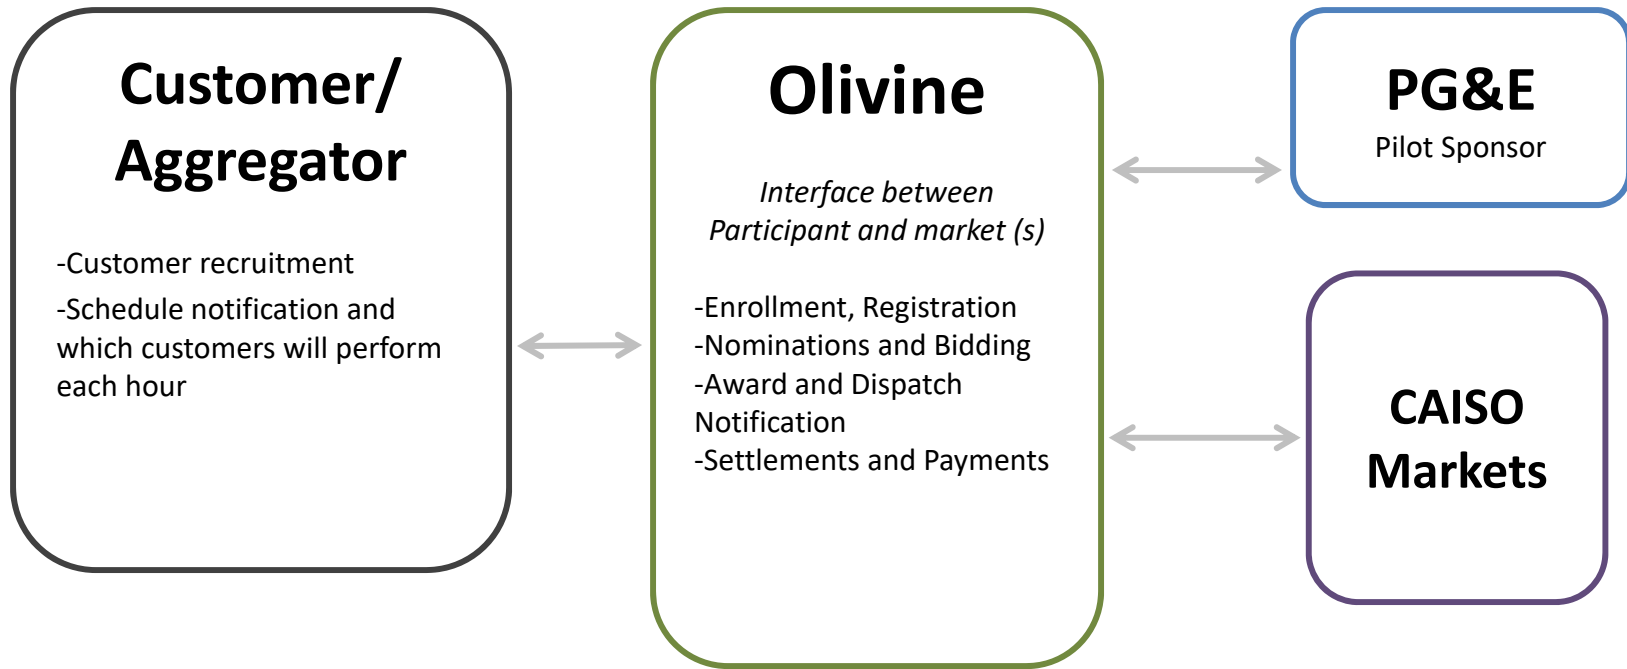 Customer/
Aggregator
-Customer recruitment
-Schedule notification and
which customers will perform
each hour
Olivine
Interface between
Participant and market (s)
-Enrollment, Registration
-Nominations and Bidding
-Award and Dispatch
Notification
-Settlements and Payments
PG&E
Pilot Sponsor
CAISO
Markets